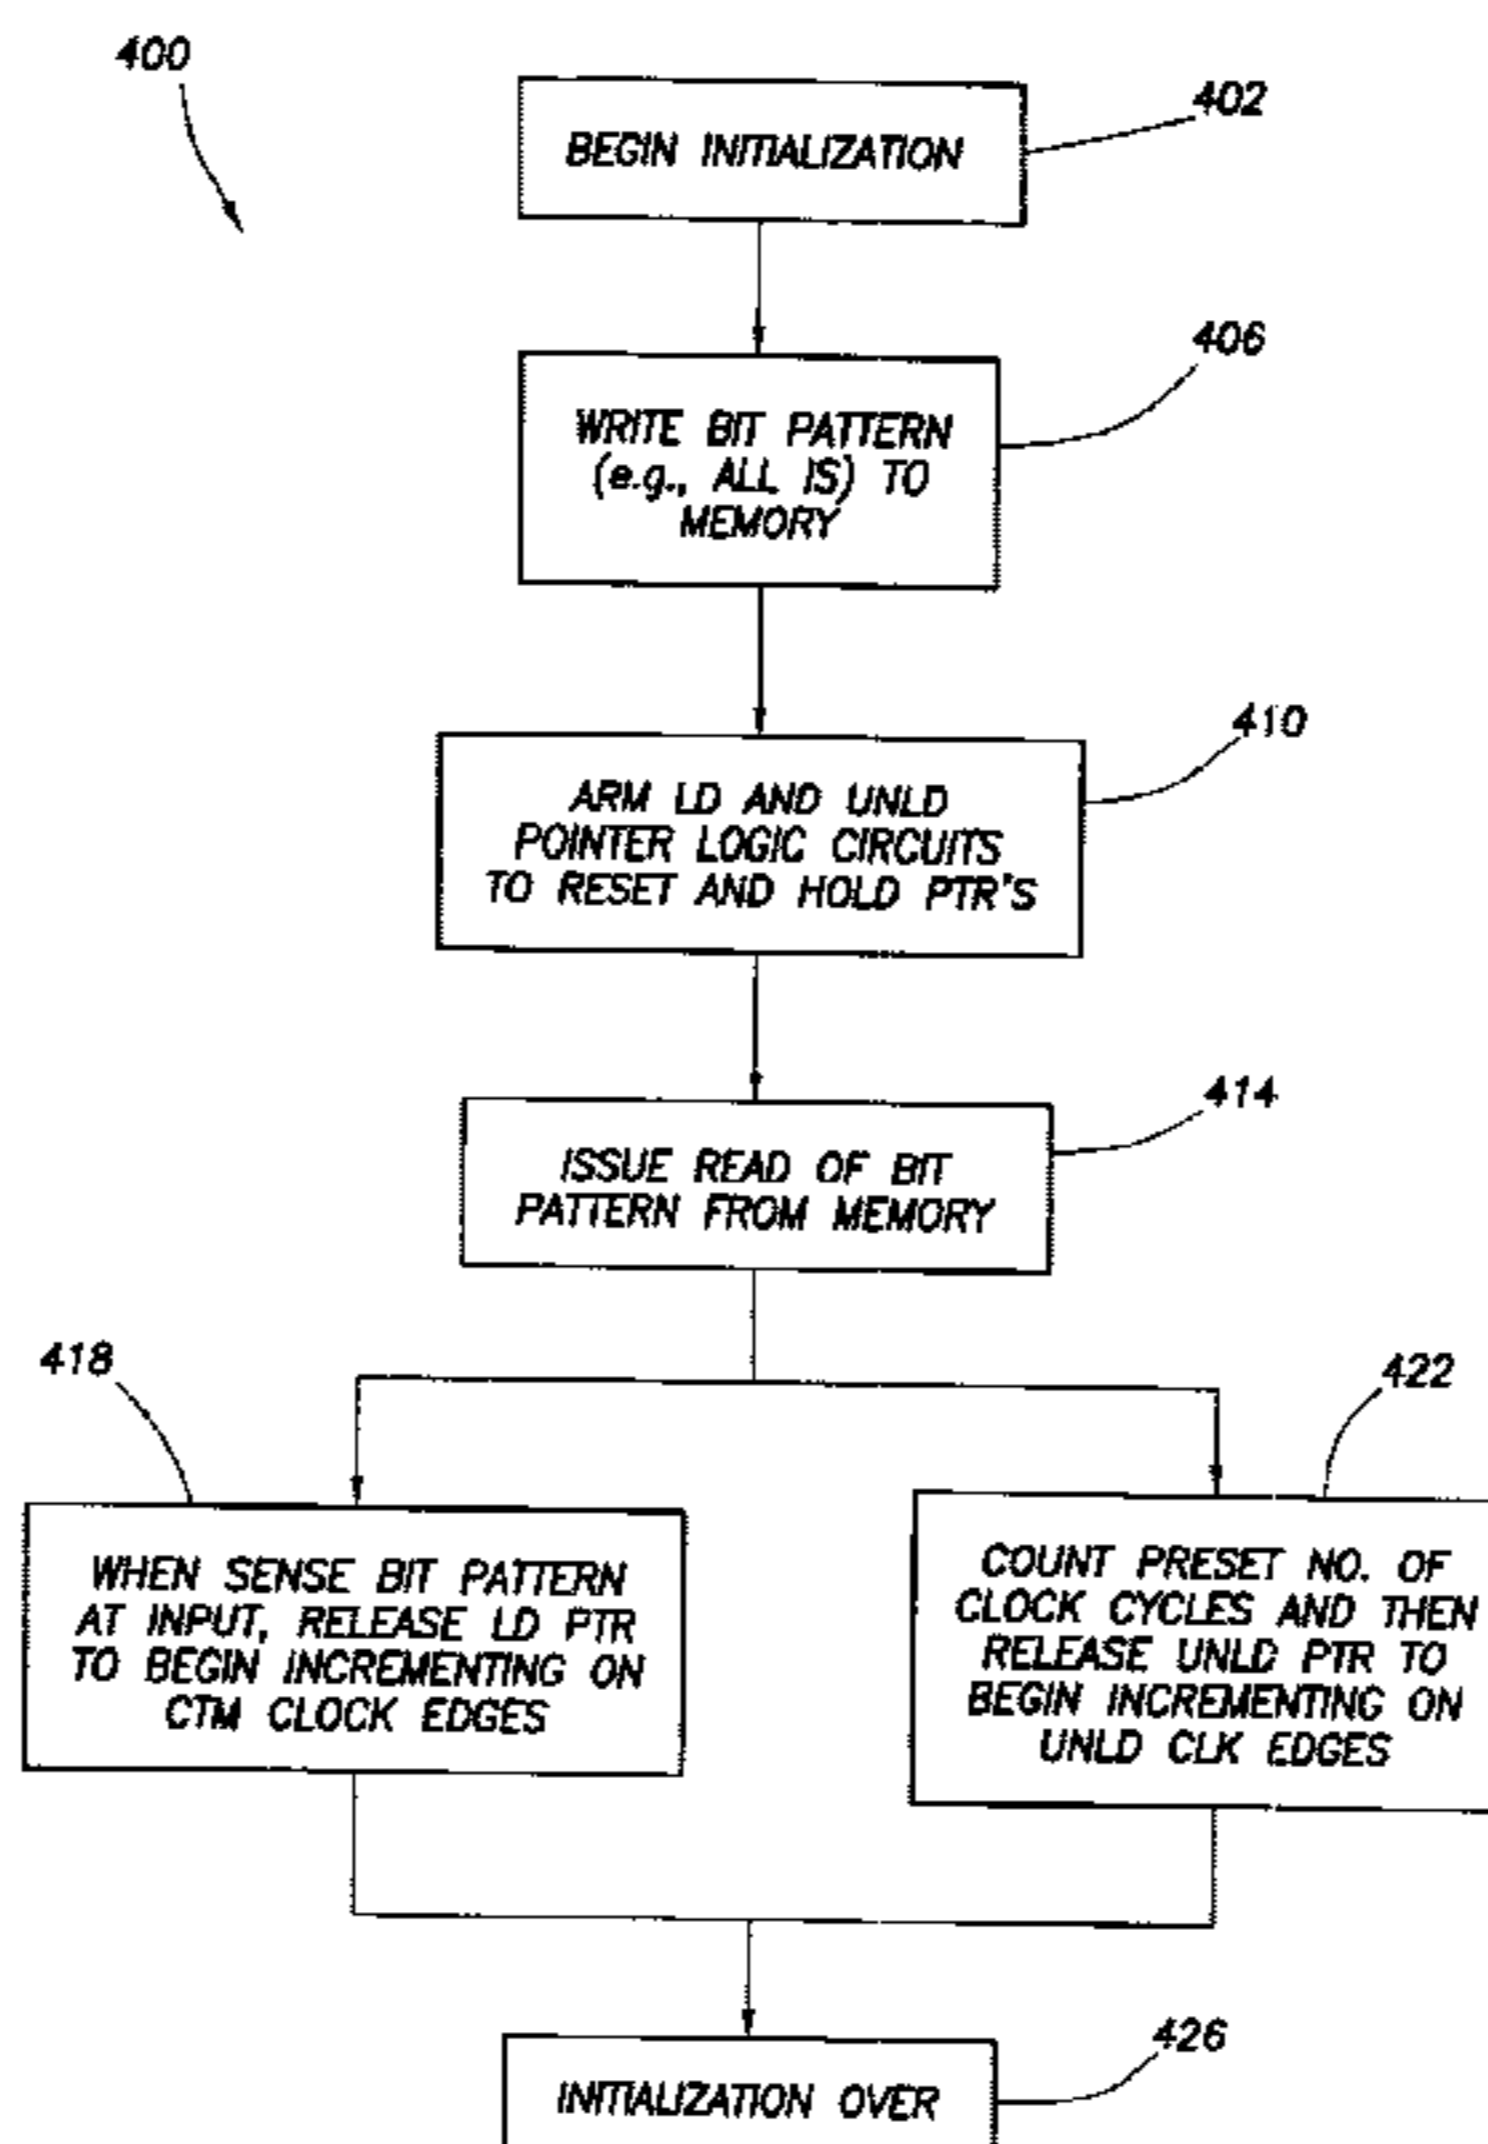 400
402
BEGIN INITIALIZATION
406
WRITE BIT PATTERN
(e.g., ALL IS) TO
MEMORY
410
ARM LD AND UNLD
POINTER LOGIC CIRCUITS
TO RESET AND HOLD PTR'S
414
ISSUE READ OF BIT
PATTERN FROM MEMORY
418
WHEN SENSE BIT PATTERN
AT INPUT, RELEASE LD PTR
TO BEGIN INCREMENTING ON
CTM CLOCK EDGES
422
COUNT PRESET NO. OF
CLOCK CYCLES AND THEN
RELEASE UNLD PTR TO
BEGIN INCREMENTING ON
UNLD CLK EDGES
426
INITIALIZATION OVER